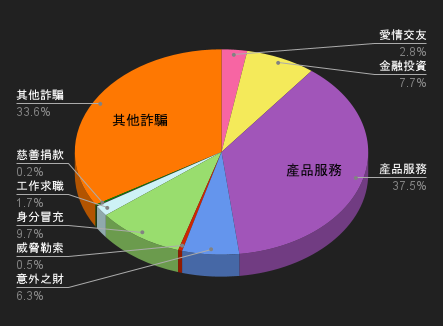 愛情交友
2.8%
金融投資
7.7%
其他詐騙
33.6%
其他詐騙
慈善捐款
0.2%
產品服務
產品服務
37.5%
工作求職
1.7%
身分冒充
9.7%
威脅勒索
0.5%
意外之財
6.3%